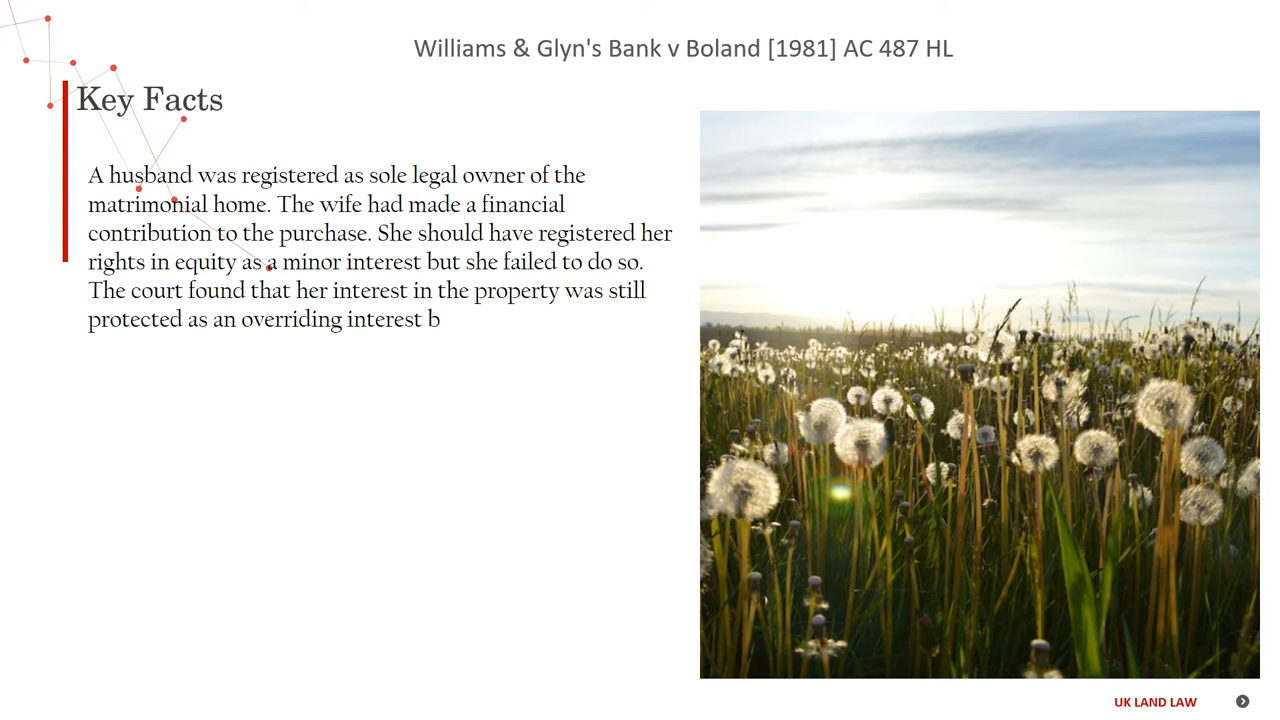 Williams & Glyn's Bank v Boland [1981] AC 487 HL
Key Facts
A husband was registered as sole legal owner of the
matrimonial home. The wife had made a financial
contribution to the purchase. She should have registered her
rights in equity as a minor interest but she failed to do so.
The court found that her interest in the property was still
protected as an overriding interest b
UK LAND LAW